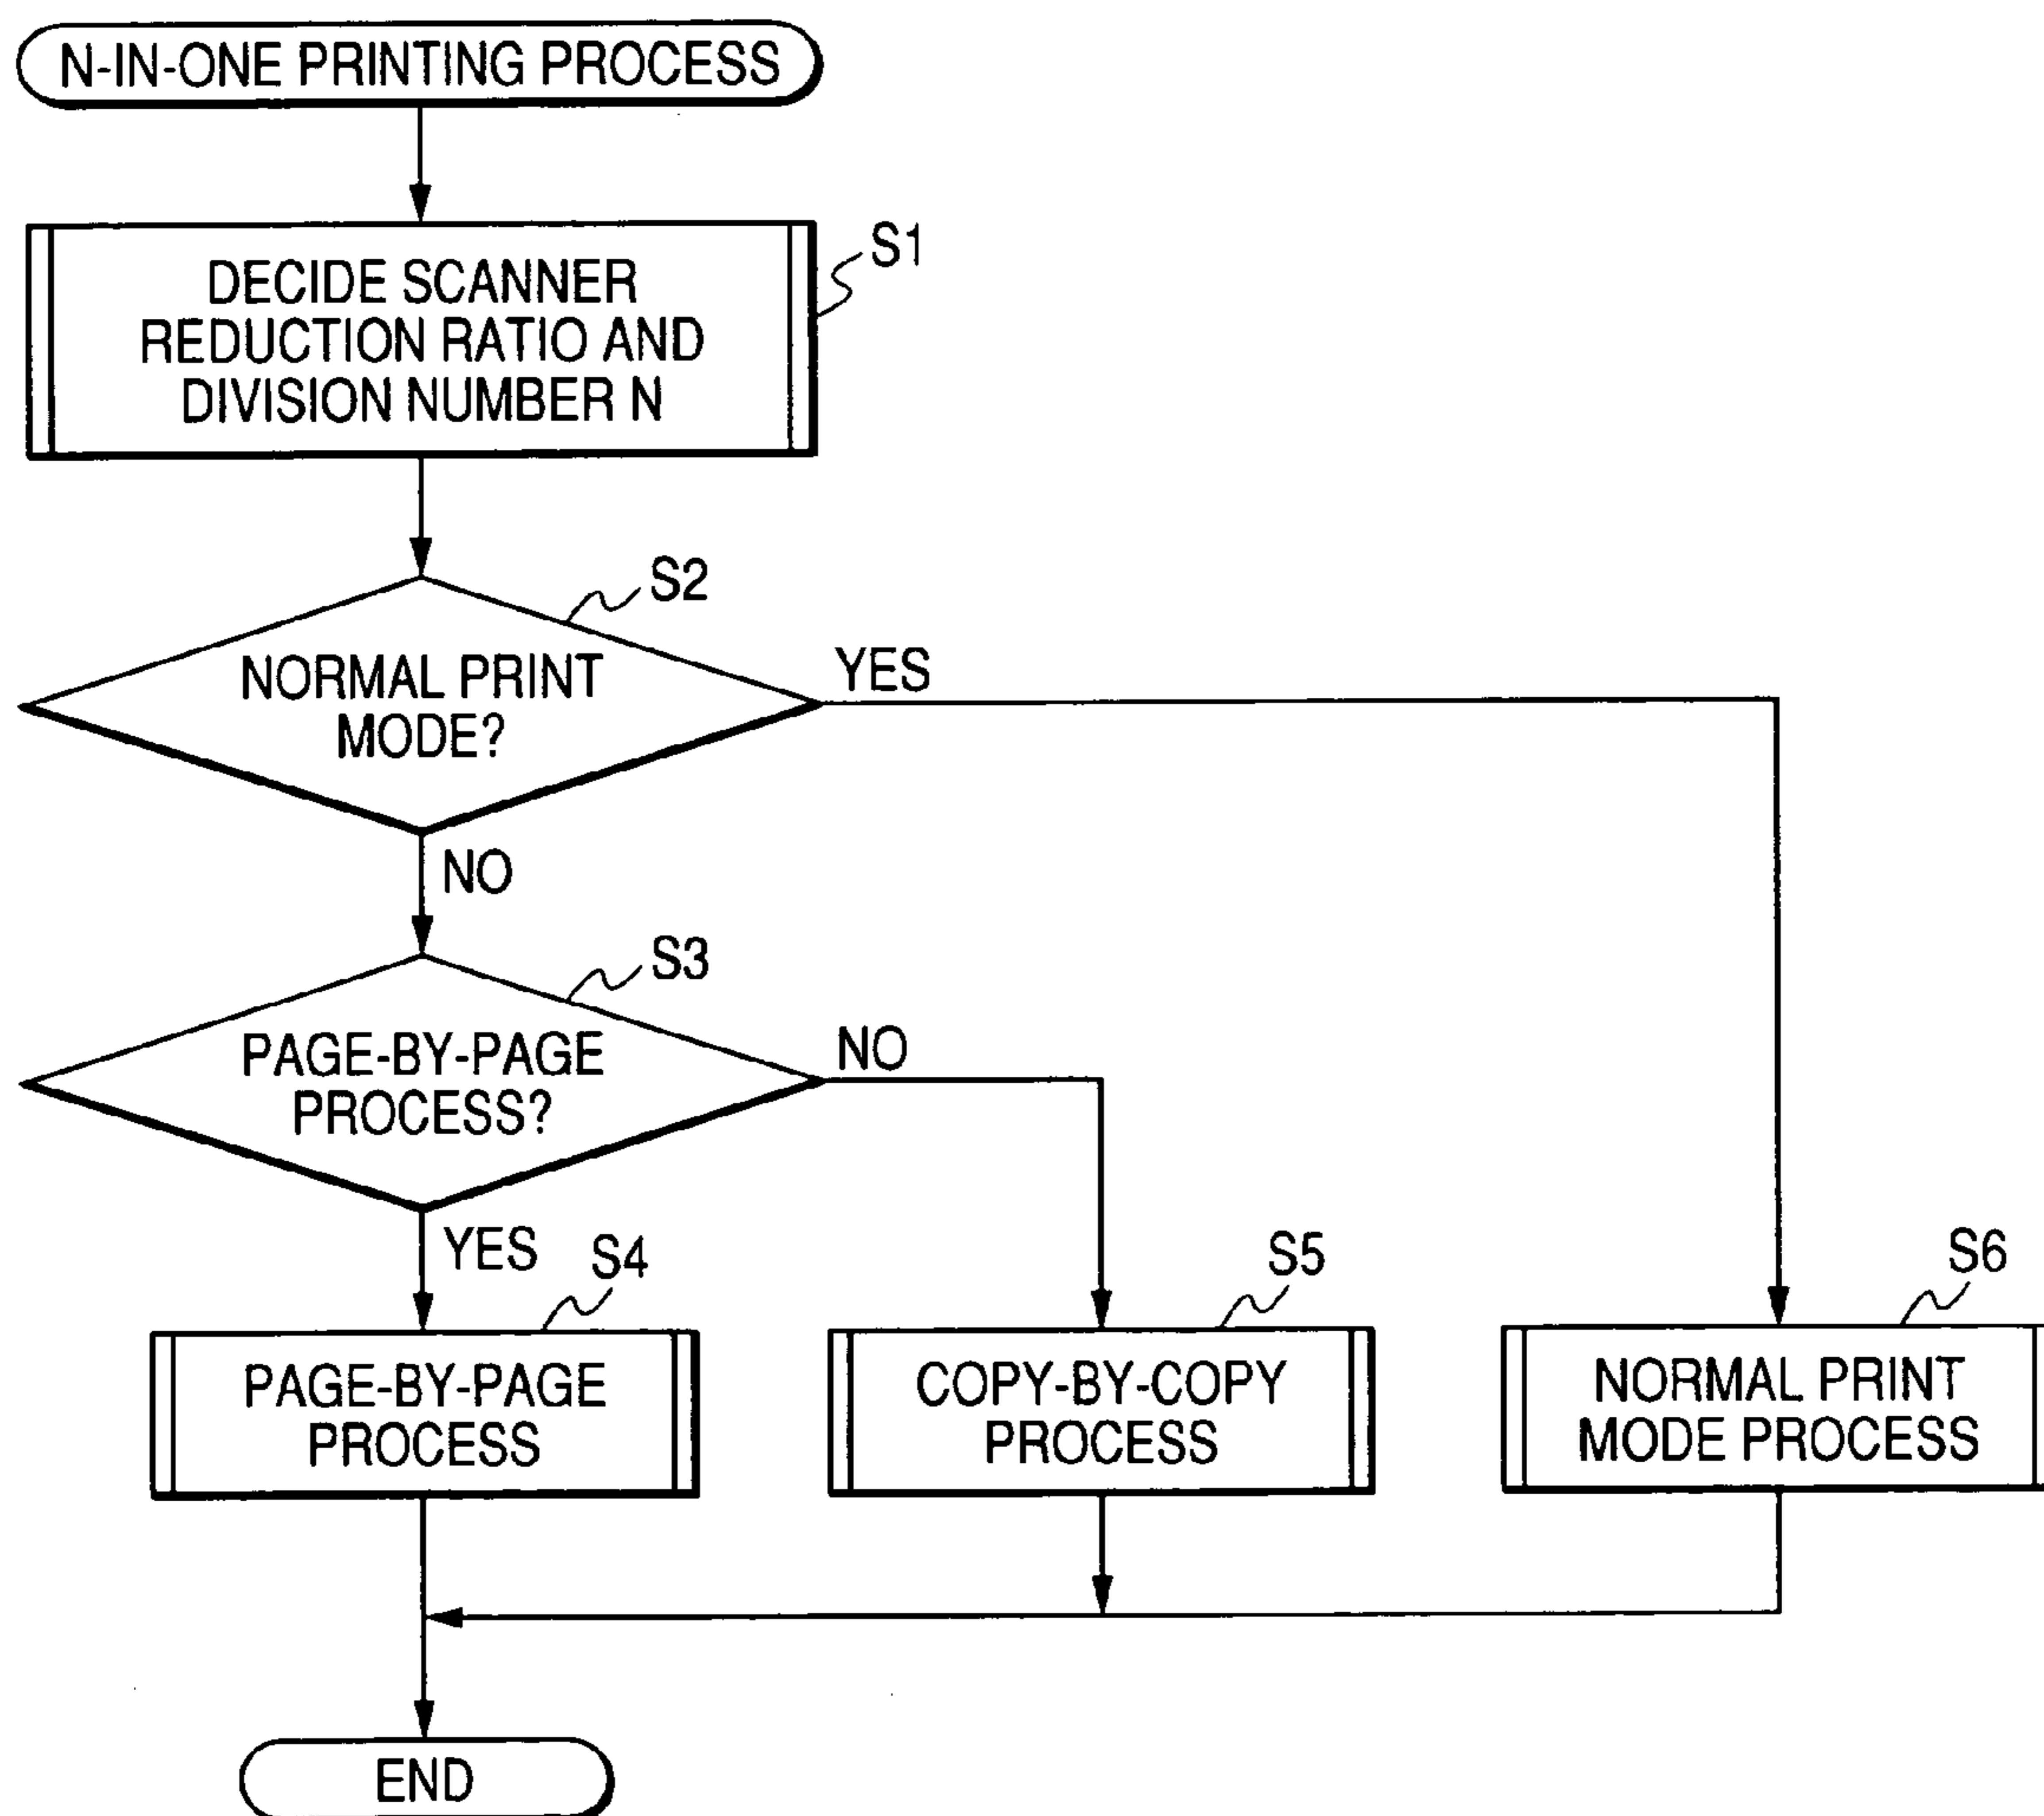 N-IN-ONE PRINTING PROCESS
S1
DECIDE SCANNER
REDUCTION RATIO AND
DIVISION NUMBER N
S2
NORMAL PRINT
MODE?
YES
NO
S3
PAGE-BY-PAGE
PROCESS?
NO
YES
S4
S5
S6
PAGE-BY-PAGE
PROCESS
COPY-BY-COPY
PROCESS
NORMAL PRINT
MODE PROCESS
END